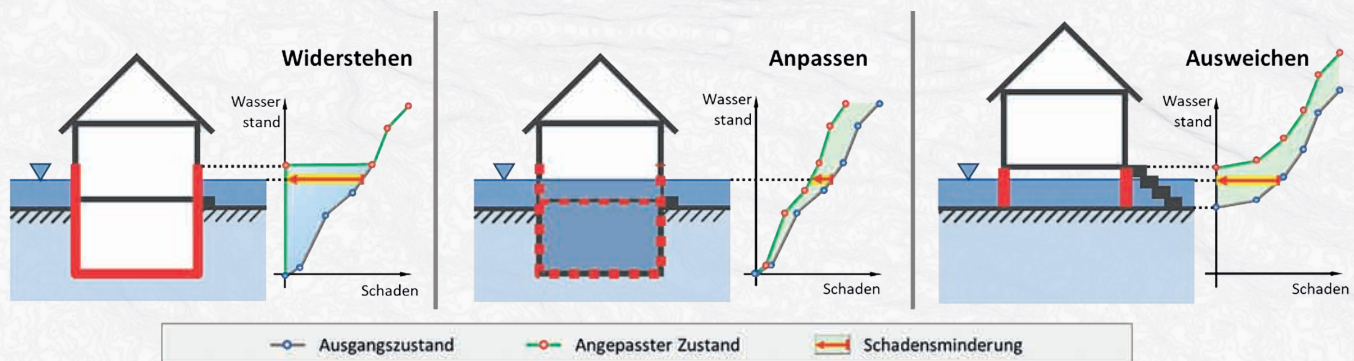 Widerstehen
Wasser
stand
Schaden
Anpassen
Wasser
stand
Schaden
Ausweichen
Wasser
stand
Schaden
Ausgangszustand
Angepasster Zustand
Schadensminderung